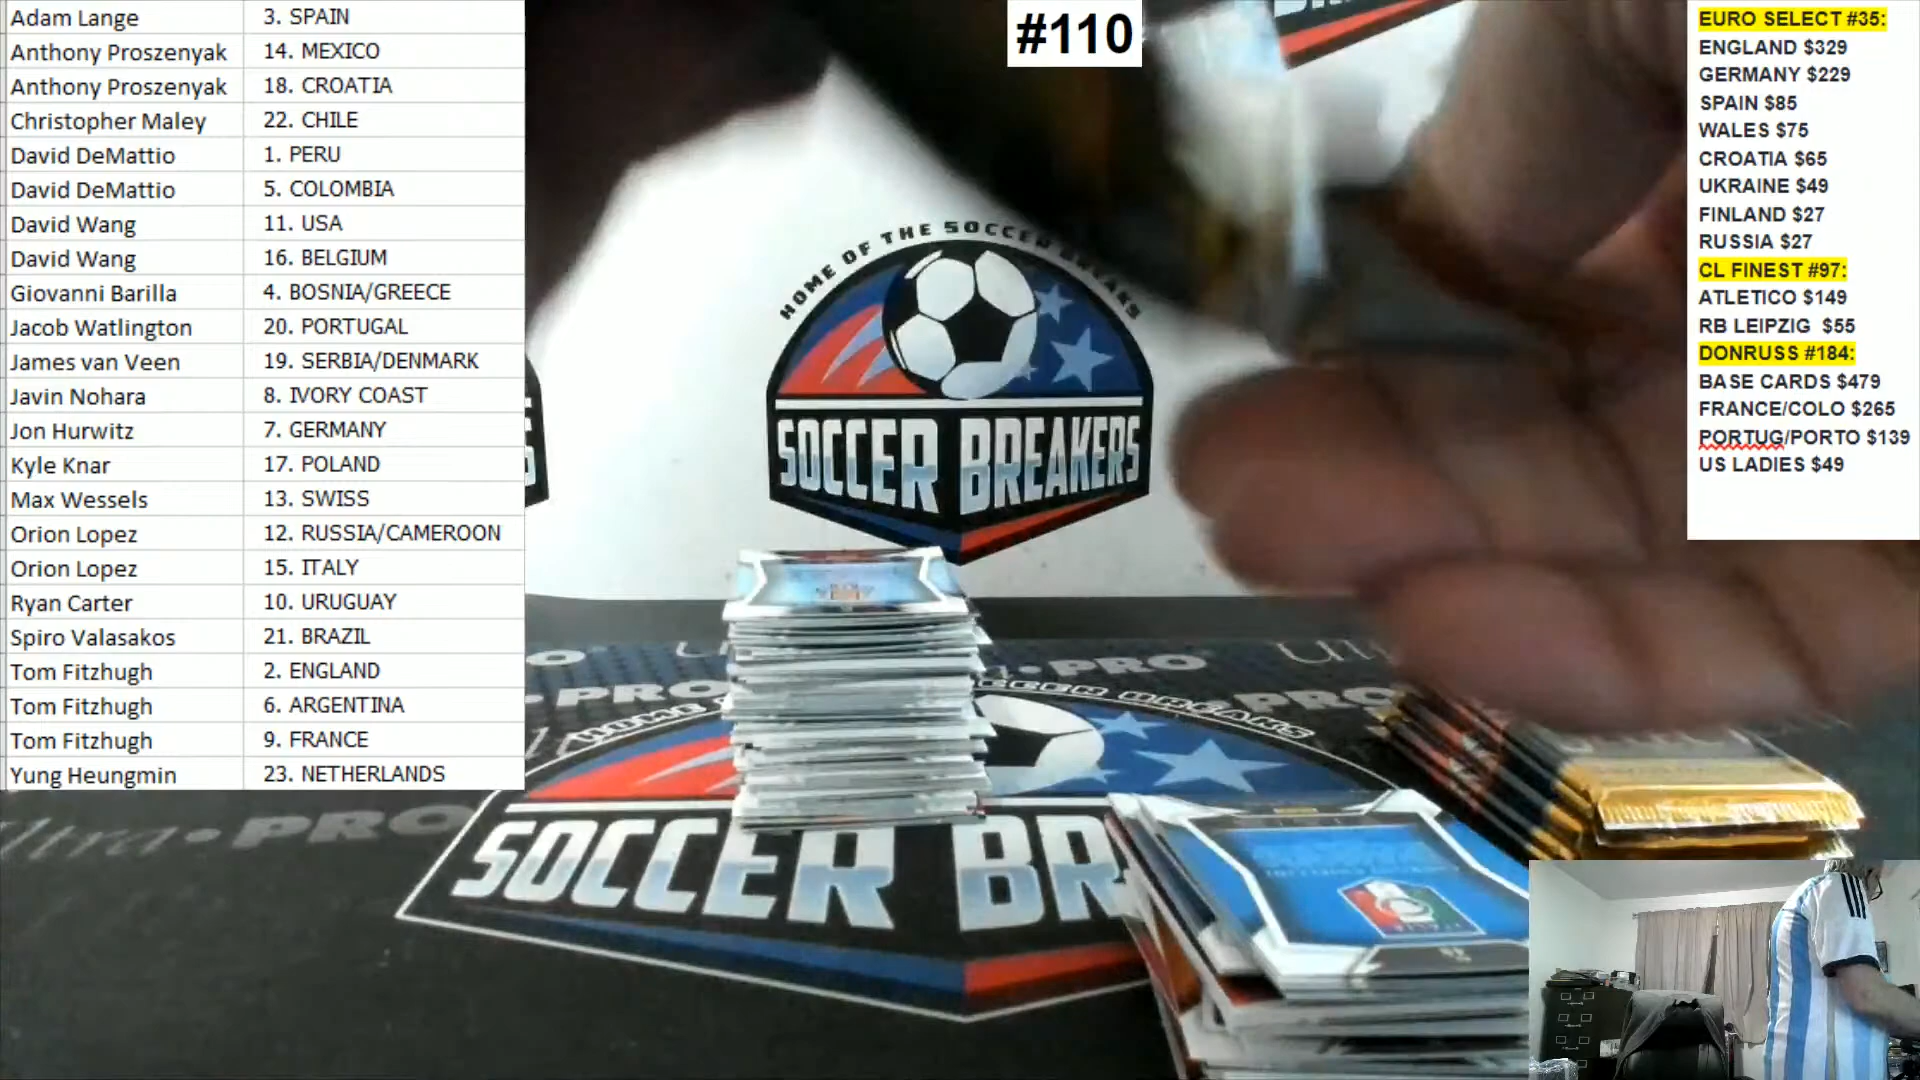 Adam Lange 3. SPAIN
Anthony Proszenyak 14. MEXICO
Anthony Proszenyak 18. CROATIA
Christopher Maley 22. CHILE
David DeMattio 1. PERU
David DeMattio 5. COLOMBIA
David Wang 11. USA
David Wang 16. BELGIUM
Giovanni Barilla 4. BOSNIA/GREECE
Jacob Watlington 20. PORTUGAL
James van Veen 19. SERBIA/DENMARK
Javin Nohara 8. IVORY COAST
Jon Hurwitz 7. GERMANY
Kyle Knar 17. POLAND
Max Wessels 13. SWISS
Orion Lopez 12. RUSSIA/CAMEROON
Orion Lopez 15. ITALY
Ryan Carter 10. URUGUAY
Spiro Valasakos 21. BRAZIL
Tom Fitzhugh 2. ENGLAND
Tom Fitzhugh 6. ARGENTINA
Tom Fitzhugh 9. FRANCE
Yung Heungmin 23. NETHERLANDS
#110
HOME OF THE SOCCER BREAKS
SOCCER BREAKERS
PRO
ultra•PRO
SOCCER BR
EURO SELECT #35:
ENGLAND $329
GERMANY $229
SPAIN $85
WALES $75
CROATIA $65
UKRAINE $49
FINLAND $27
RUSSIA $27
CL FINEST #97:
ATLETICO $149
RB LEIPZIG $55
DONRUSS #184:
BASE CARDS $479
FRANCE/COLO $265
PORTUG/PORTO $139
US LADIES $49